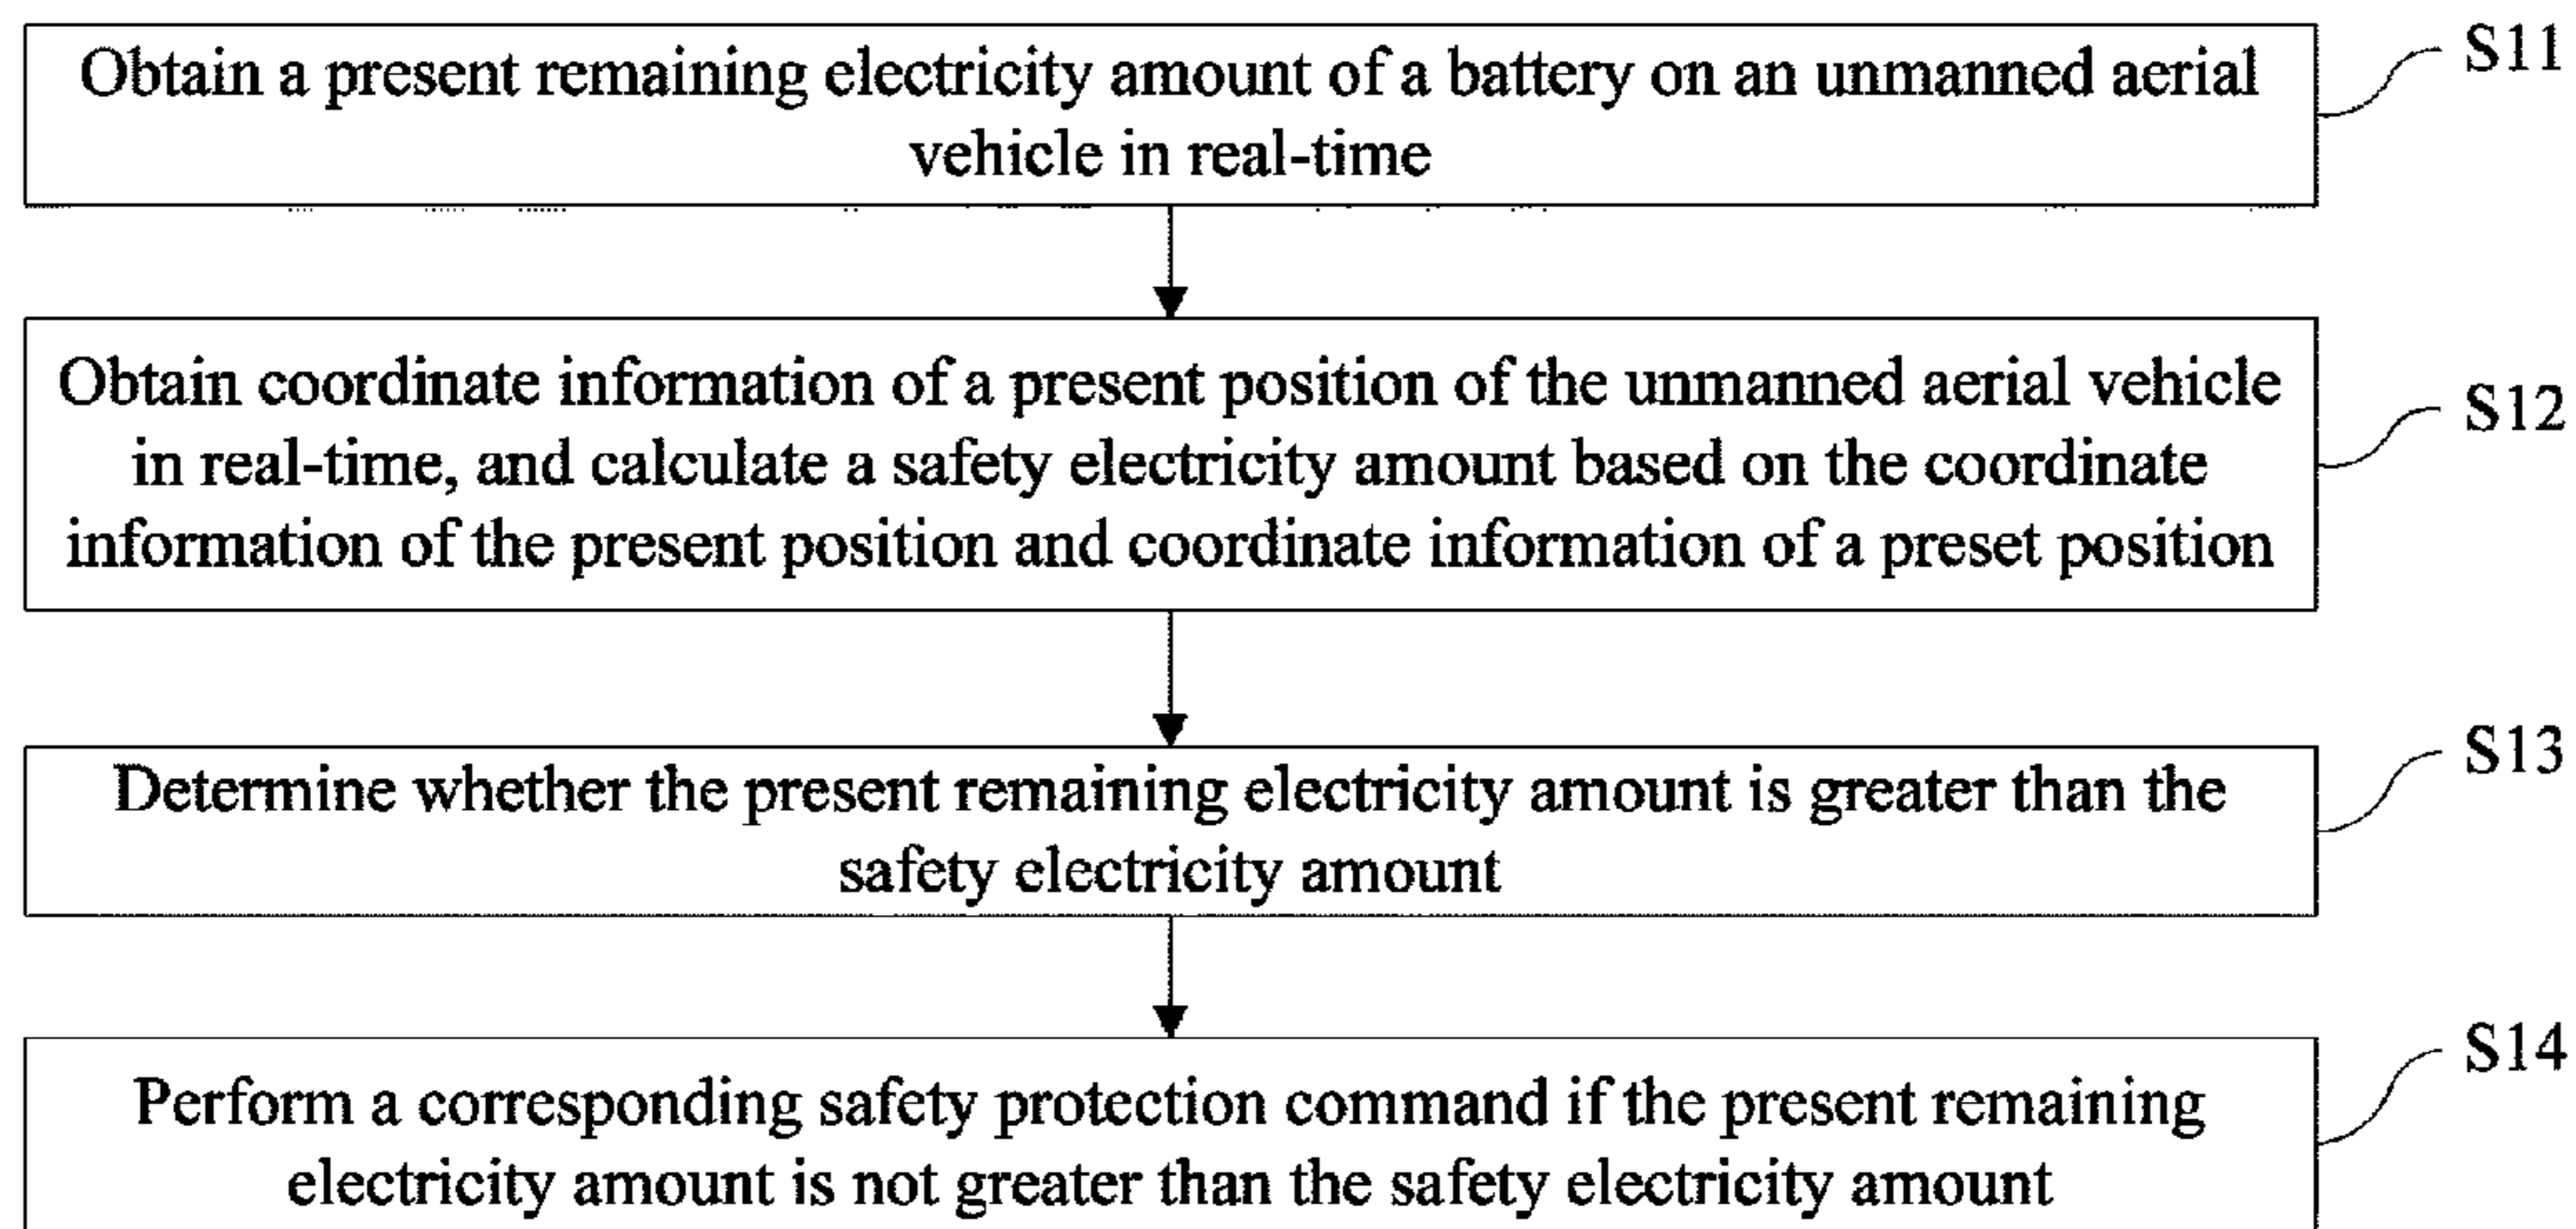 Obtain a present remaining electricity amount of a battery on an unmanned aerial
vehicle in real-time
S11
Obtain coordinate information of a present position of the unmanned aerial vehicle
in real-time, and calculate a safety electricity amount based on the coordinate
information of the present position and coordinate information of a preset position
S12
Determine whether the present remaining electricity amount is greater than the
safety electricity amount
S13
Perform a corresponding safety protection command if the present remaining
electricity amount is not greater than the safety electricity amount
S14